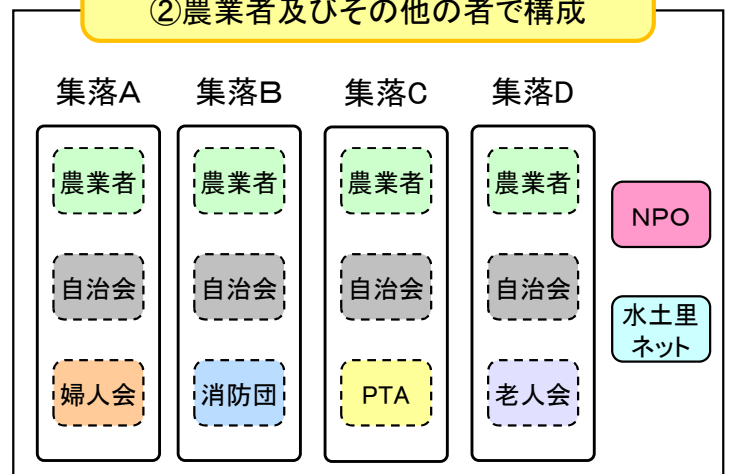 ②農業者及びその他の者で構成
集落A
集落B
集落C
集落D
農業者
農業者
農業者
農業者
NPO
自治会
自治会
自治会
自治会
水土里
ネット
婦人会
消防団
PTA
老人会